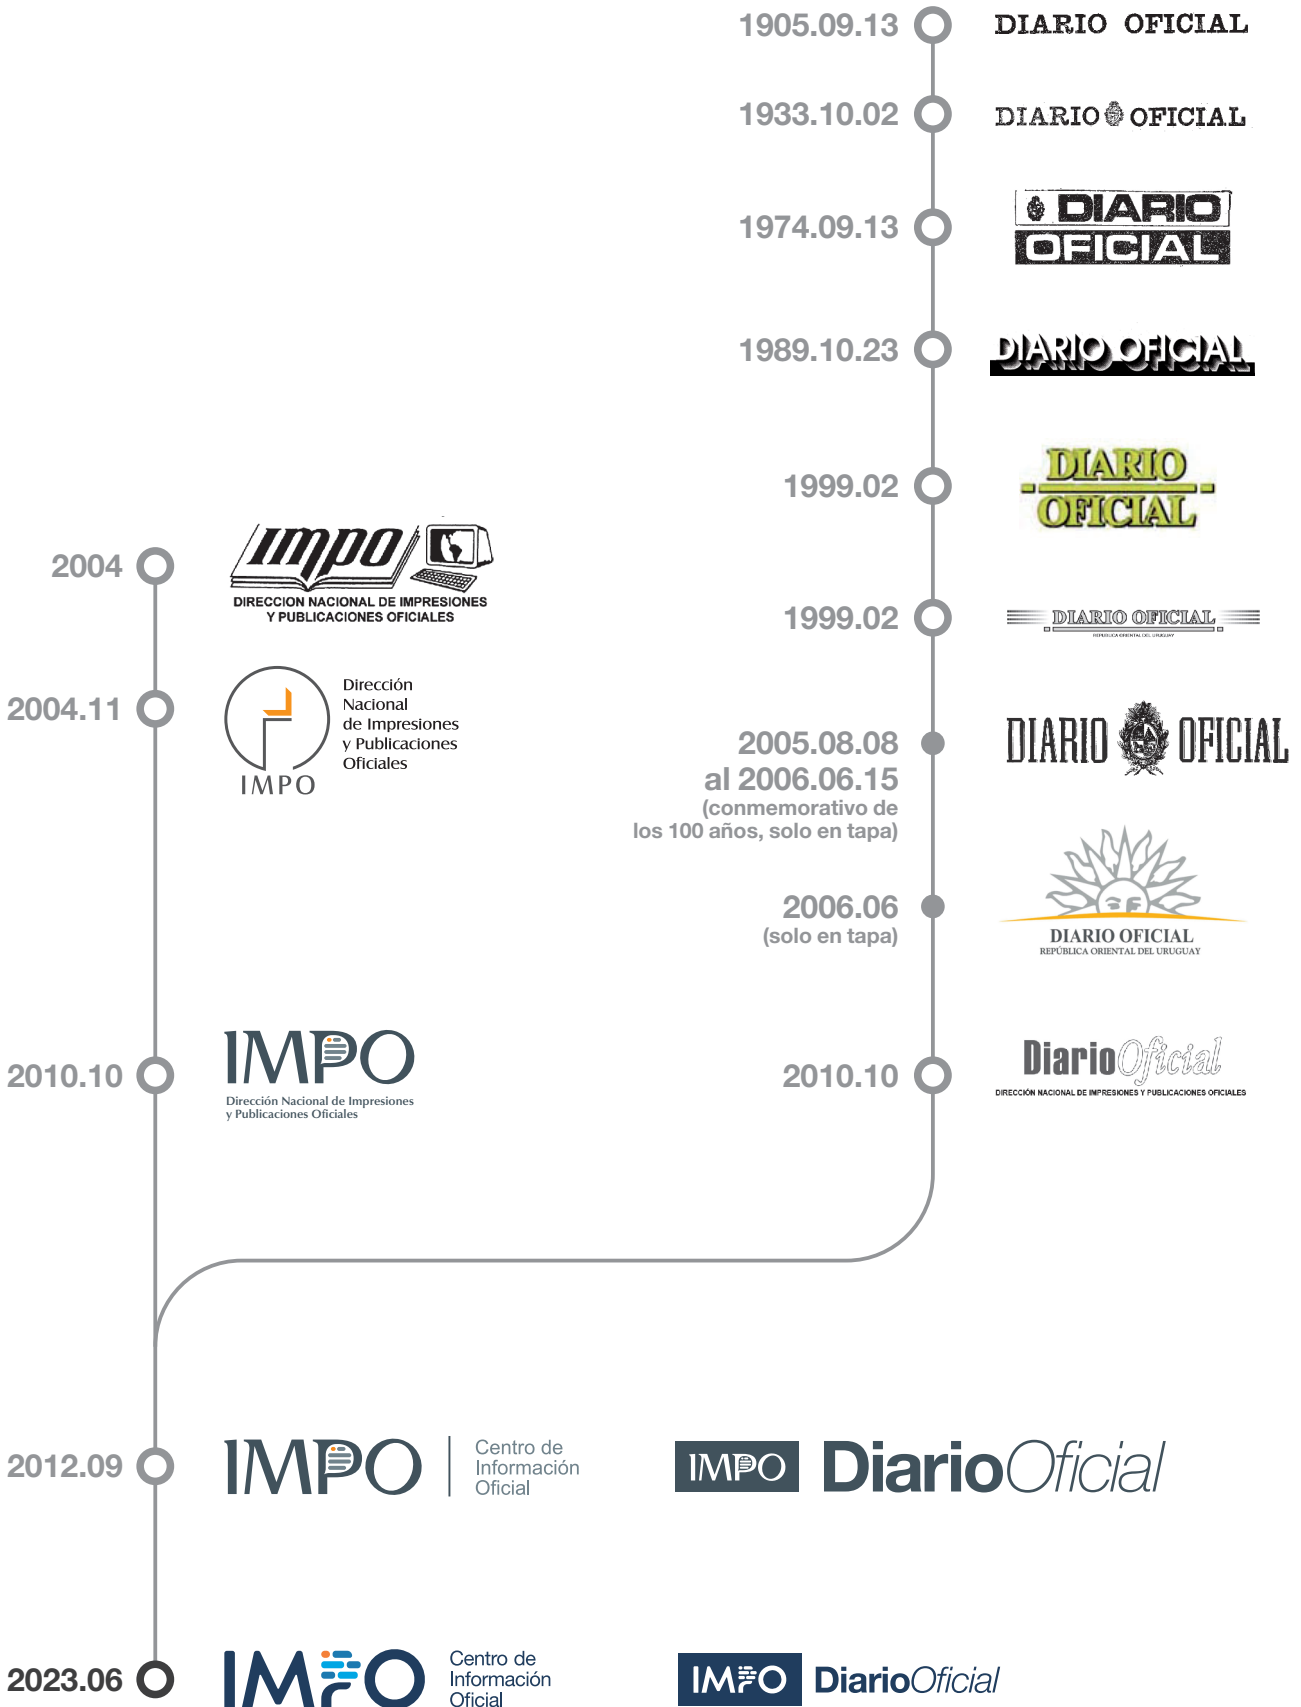 1905.09.13
DIARIO OFICIAL
1933.10.02
DIARIO OFICIAL
1974.09.13
DIARIO
OFICIAL
1989.10.23
DIARIO OFICIAL
1999.02
DIARIO
OFICIAL
2004
impo
DIRECCION NACIONAL DE IMPRESIONES
Y PUBLICACIONES OFICIALES
1999.02
DIARIO OFICIAL
REPUBLICA ORIENTAL DEL URUGUAY
2004.11
IMPO
Dirección
Nacional
de Impresiones
y Publicaciones
Oficiales
2005.08.08
al 2006.06.15
(conmemorativo de
los 100 años, solo en tapa)
DIARIO OFICIAL
2006.06
(solo en tapa)
DIARIO OFICIAL
REPÚBLICA ORIENTAL DEL URUGUAY
2010.10
IMPO
Dirección Nacional de Impresiones
y Publicaciones Oficiales
2010.10
DiarioOficial
DIRECCIÓN NACIONAL DE IMPRESIONES Y PUBLICACIONES OFICIALES
2012.09
IMPO
Centro de
Información
Oficial
IMPO DiarioOficial
2023.06
IMPO
Centro de
Información
Oficial
IMPO DiarioOficial